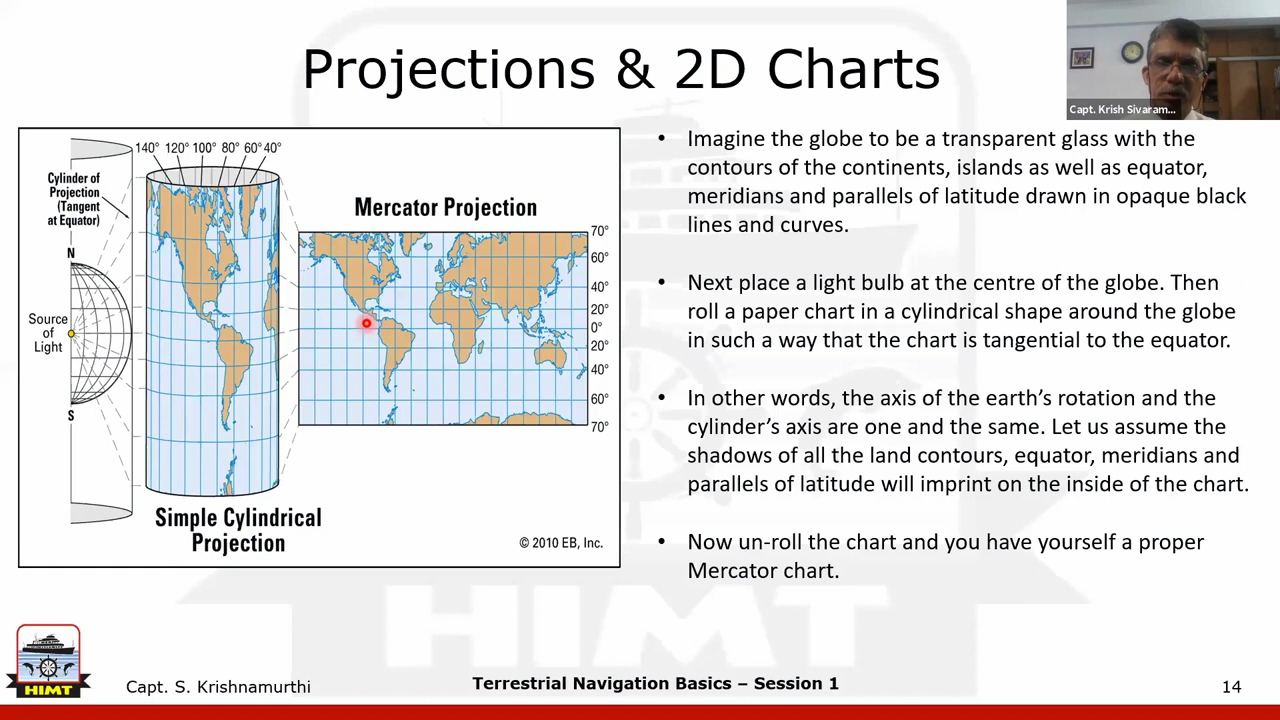 Projections & 2D Charts
Capt. Krish Sivaram...
140° 120° 100° 80° 60° 40°
Cylinder of
Projection
(Tangent
at Equator)
Mercator Projection
N
Source
of
Light
S
70°
60°
40°
20°
0°
20°
40°
60°
70°
Simple Cylindrical
Projection
© 2010 EB, Inc.
• Imagine the globe to be a transparent glass with the
contours of the continents, islands as well as equator,
meridians and parallels of latitude drawn in opaque black
lines and curves.
• Next place a light bulb at the centre of the globe. Then
roll a paper chart in a cylindrical shape around the globe
in such a way that the chart is tangential to the equator.
• In other words, the axis of the earth’s rotation and the
cylinder’s axis are one and the same. Let us assume the
shadows of all the land contours, equator, meridians and
parallels of latitude will imprint on the inside of the chart.
• Now un-roll the chart and you have yourself a proper
Mercator chart.
HIMT
HIMT
Capt. S. Krishnamurthi
Terrestrial Navigation Basics – Session 1
14